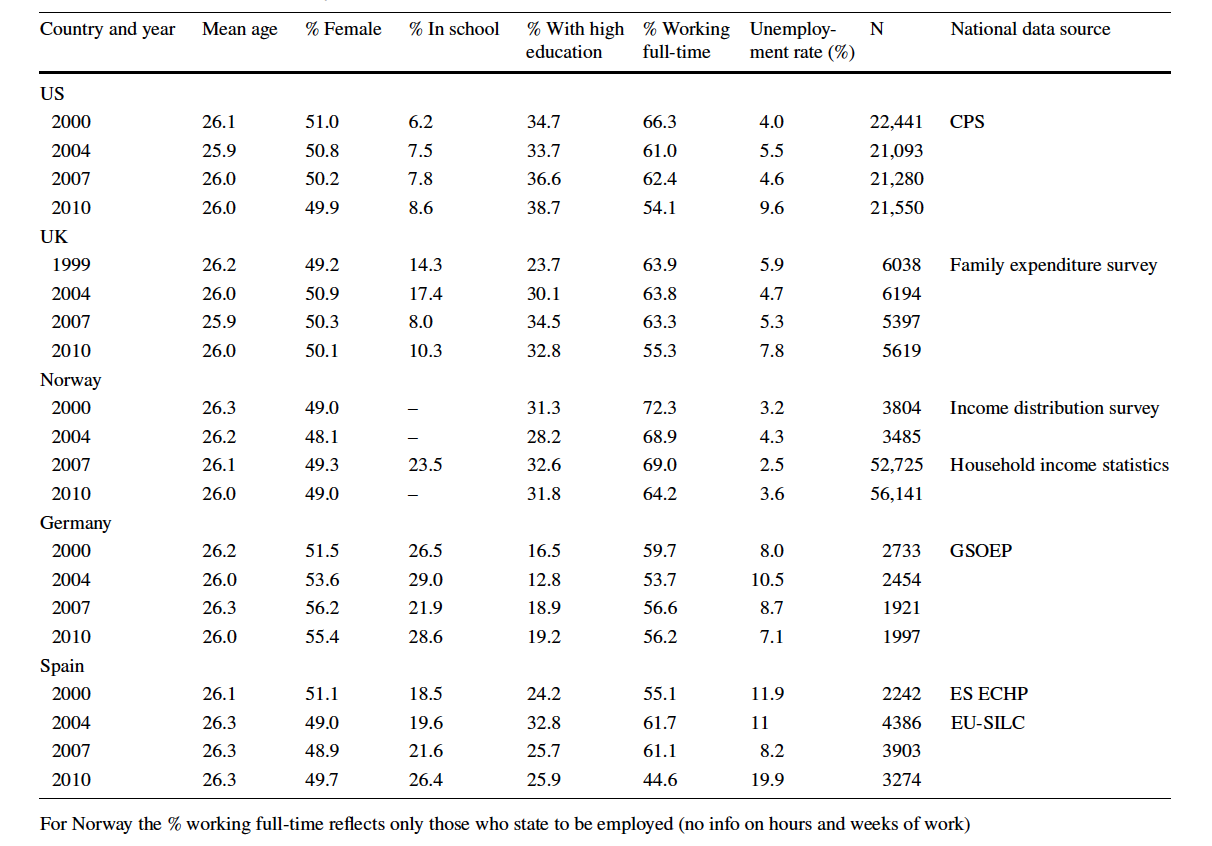 Country and year Mean age % Female % In school % With high % Working Unemploy- N National data source
education full-time ment rate (%)
US
2000 26.1 51.0 6.2 34.7 66.3 4.0 22,441 CPS
2004 25.9 50.8 7.5 33.7 61.0 5.5 21,093
2007 26.0 50.2 7.8 36.6 62.4 4.6 21,280
2010 26.0 49.9 8.6 38.7 54.1 9.6 21,550
UK
1999 26.2 49.2 14.3 23.7 63.9 5.9 6038 Family expenditure survey
2004 26.0 50.9 17.4 30.1 63.8 4.7 6194
2007 25.9 50.3 8.0 34.5 63.3 5.3 5397
2010 26.0 50.1 10.3 32.8 55.3 7.8 5619
Norway
2000 26.3 49.0 – 31.3 72.3 3.2 3804 Income distribution survey
2004 26.2 48.1 – 28.2 68.9 4.3 3485
2007 26.1 49.3 23.5 32.6 69.0 2.5 52,725 Household income statistics
2010 26.0 49.0 – 31.8 64.2 3.6 56,141
Germany
2000 26.2 51.5 26.5 16.5 59.7 8.0 2733 GSOEP
2004 26.0 53.6 29.0 12.8 53.7 10.5 2454
2007 26.3 56.2 21.9 18.9 56.6 8.7 1921
2010 26.0 55.4 28.6 19.2 56.2 7.1 1997
Spain
2000 26.1 51.1 18.5 24.2 55.1 11.9 2242 ES ECHP
2004 26.3 49.0 19.6 32.8 61.7 11 4386 EU-SILC
2007 26.3 48.9 21.6 25.7 61.1 8.2 3903
2010 26.3 49.7 26.4 25.9 44.6 19.9 3274
For Norway the % working full-time reflects only those who state to be employed (no info on hours and weeks of work)